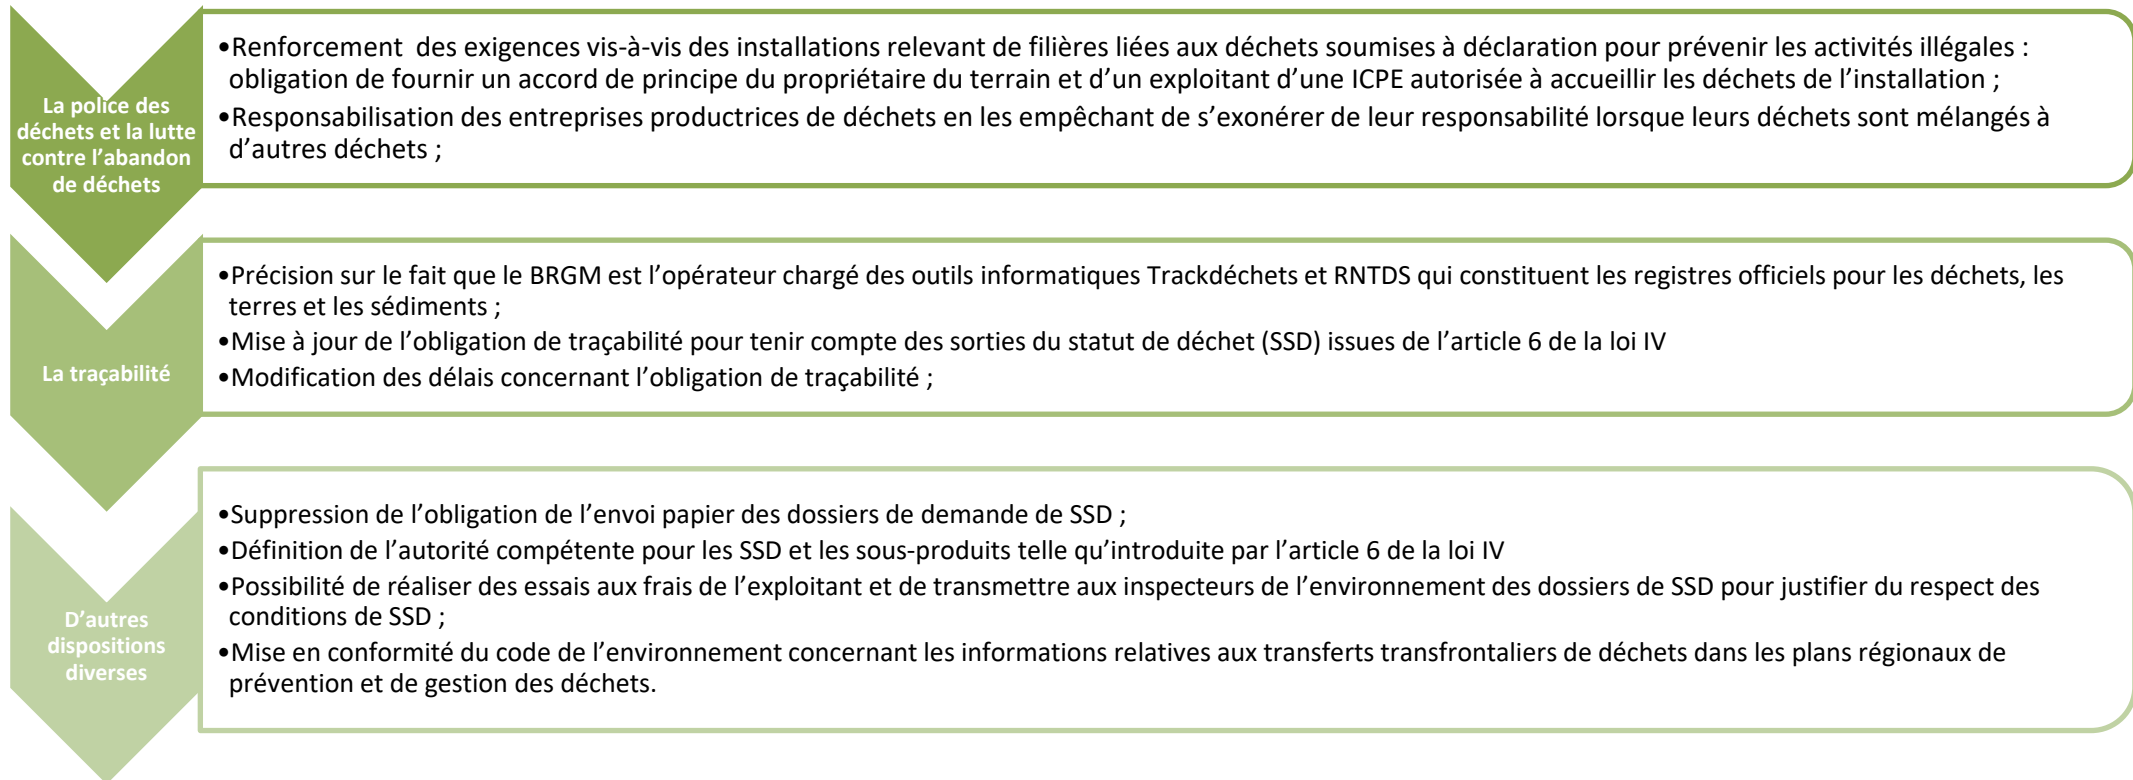 La police des
déchets et la lutte
contre l’abandon
de déchets
•Renforcement  des exigences vis-à-vis des installations relevant de filières liées aux déchets soumises à déclaration pour prévenir les activités illégales :
obligation de fournir un accord de principe du propriétaire du terrain et d’un exploitant d’une ICPE autorisée à accueillir les déchets de l’installation ;
•Responsabilisation des entreprises productrices de déchets en les empêchant de s’exonérer de leur responsabilité lorsque leurs déchets sont mélangés à
d’autres déchets ;
La traçabilité
•Précision sur le fait que le BRGM est l’opérateur chargé des outils informatiques Trackdéchets et RNTDS qui constituent les registres officiels pour les déchets, les
terres et les sédiments ;
•Mise à jour de l’obligation de traçabilité pour tenir compte des sorties du statut de déchet (SSD) issues de l’article 6 de la loi IV
•Modification des délais concernant l’obligation de traçabilité ;
D’autres
dispositions
diverses
•Suppression de l’obligation de l’envoi papier des dossiers de demande de SSD ;
•Définition de l’autorité compétente pour les SSD et les sous-produits telle qu’introduite par l’article 6 de la loi IV
•Possibilité de réaliser des essais aux frais de l’exploitant et de transmettre aux inspecteurs de l’environnement des dossiers de SSD pour justifier du respect des
conditions de SSD ;
•Mise en conformité du code de l’environnement concernant les informations relatives aux transferts transfrontaliers de déchets dans les plans régionaux de
prévention et de gestion des déchets.